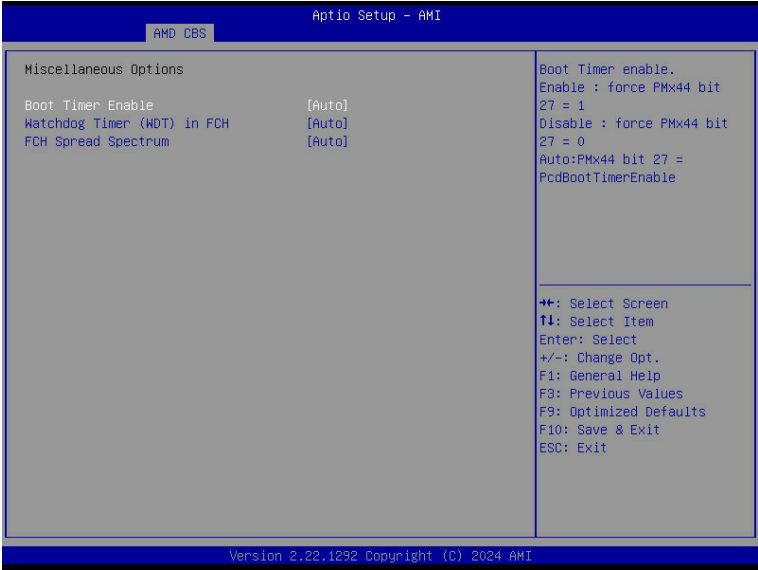 Aptio Setup - AMI
AMD CBS
Miscellaneous Options
Boot Timer Enable [Auto]
Watchdog Timer (WDT) in FCH [Auto]
FCH Spread Spectrum [Auto]
Boot Timer enable.
Enable : force PMx44 bit
27 = 1
Disable : force PMx44 bit
27 = 0
Auto:PMx44 bit 27 =
PcdBootTimerEnable
→←: Select Screen
↑↓: Select Item
Enter: Select
+/-: Change Opt.
F1: General Help
F3: Previous Values
F9: Optimized Defaults
F10: Save & Exit
ESC: Exit
Version 2.22.1292 Copyright (C) 2024 AMI